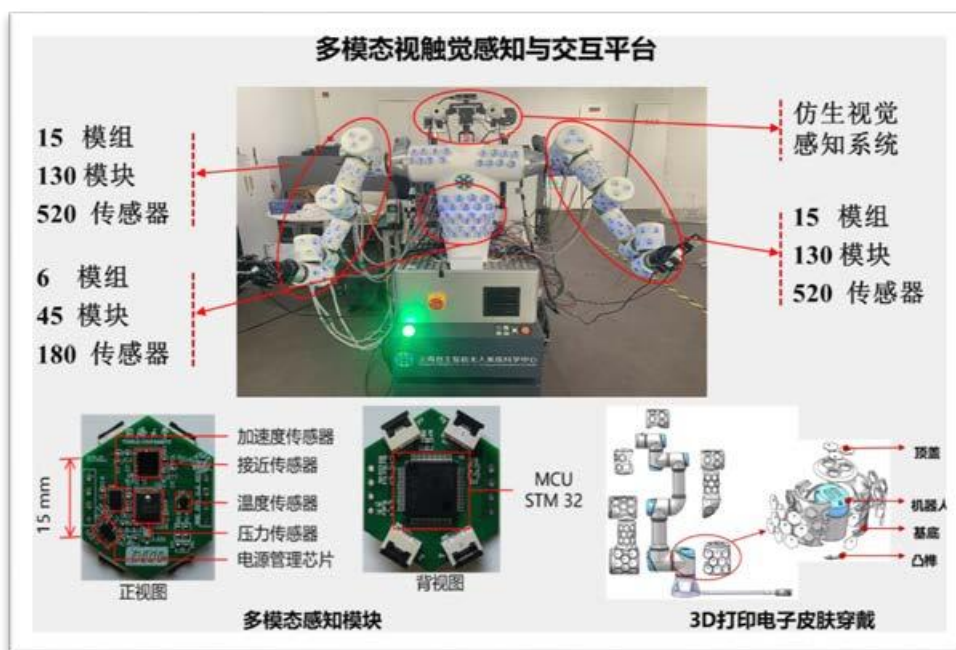 多模态视触觉感知与交互平台
15 模组
130 模块
520 传感器
6 模组
45 模块
180 传感器
仿生视觉
感知系统
15 模组
130 模块
520 传感器
15 mm
加速度传感器
接近传感器
温度传感器
压力传感器
电源管理芯片
正视图
MCU
STM 32
背视图
多模态感知模块
顶盖
机器人
基底
凸榫
3D打印电子皮肤穿戴